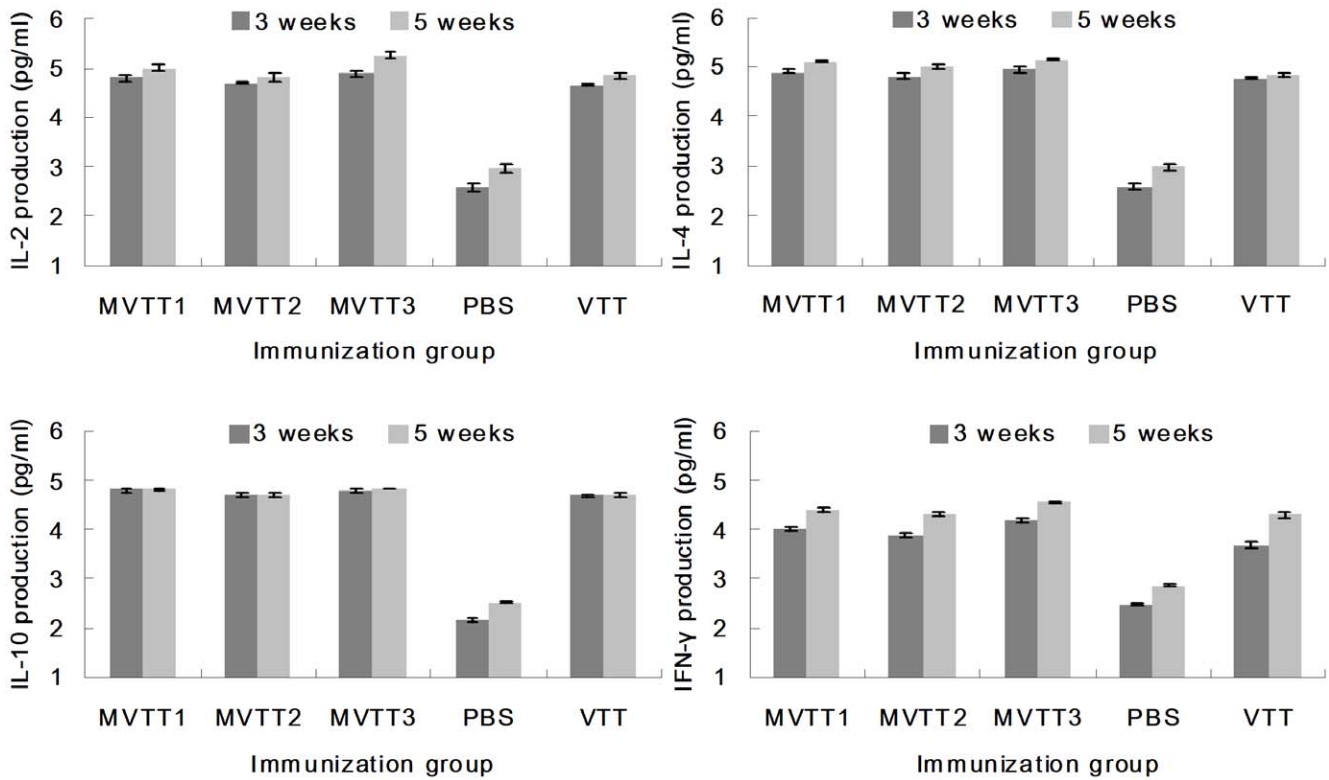 IL-2 production (pg/ml)
3 weeks 5 weeks
6
5
4
3
2
1
MVTT1 MVTT2 MVTT3 PBS VTT
Immunization group
IL-4 production (pg/ml)
3 weeks 5 weeks
6
5
4
3
2
1
MVTT1 MVTT2 MVTT3 PBS VTT
Immunization group
IL-10 production (pg/ml)
3 weeks 5 weeks
6
5
4
3
2
1
MVTT1 MVTT2 MVTT3 PBS VTT
Immunization group
IFN-γ production (pg/ml)
3 weeks 5 weeks
6
5
4
3
2
1
MVTT1 MVTT2 MVTT3 PBS VTT
Immunization group